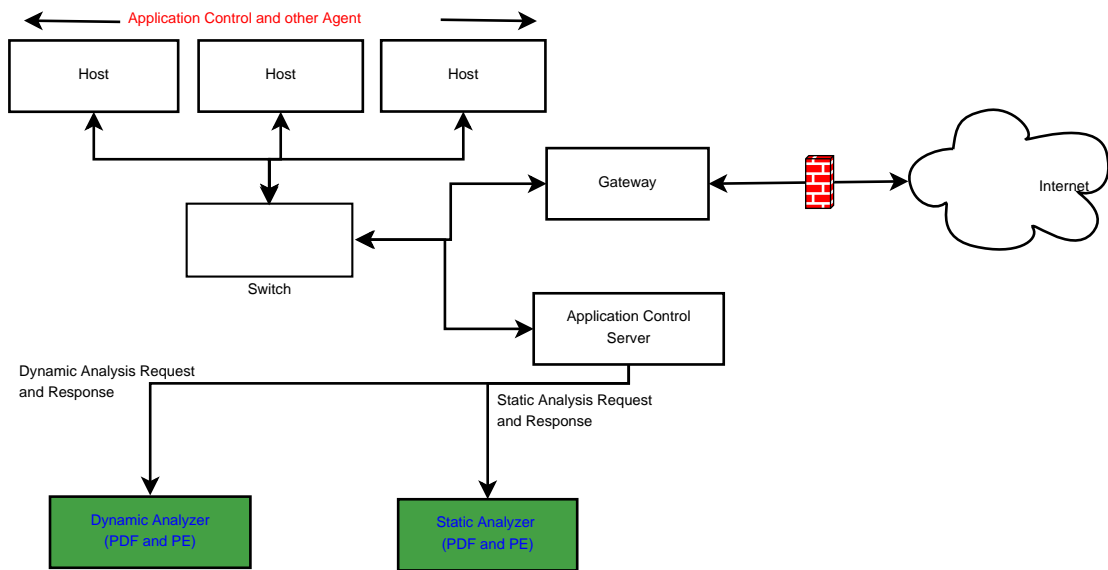 Application Control and other Agent
Host
Host
Host
Gateway
Internet
Switch
Application Control
Server
Dynamic Analysis Request
and Response
Static Analysis Request
and Response
Dynamic Analyzer
(PDF and PE)
Static Analyzer
(PDF and PE)